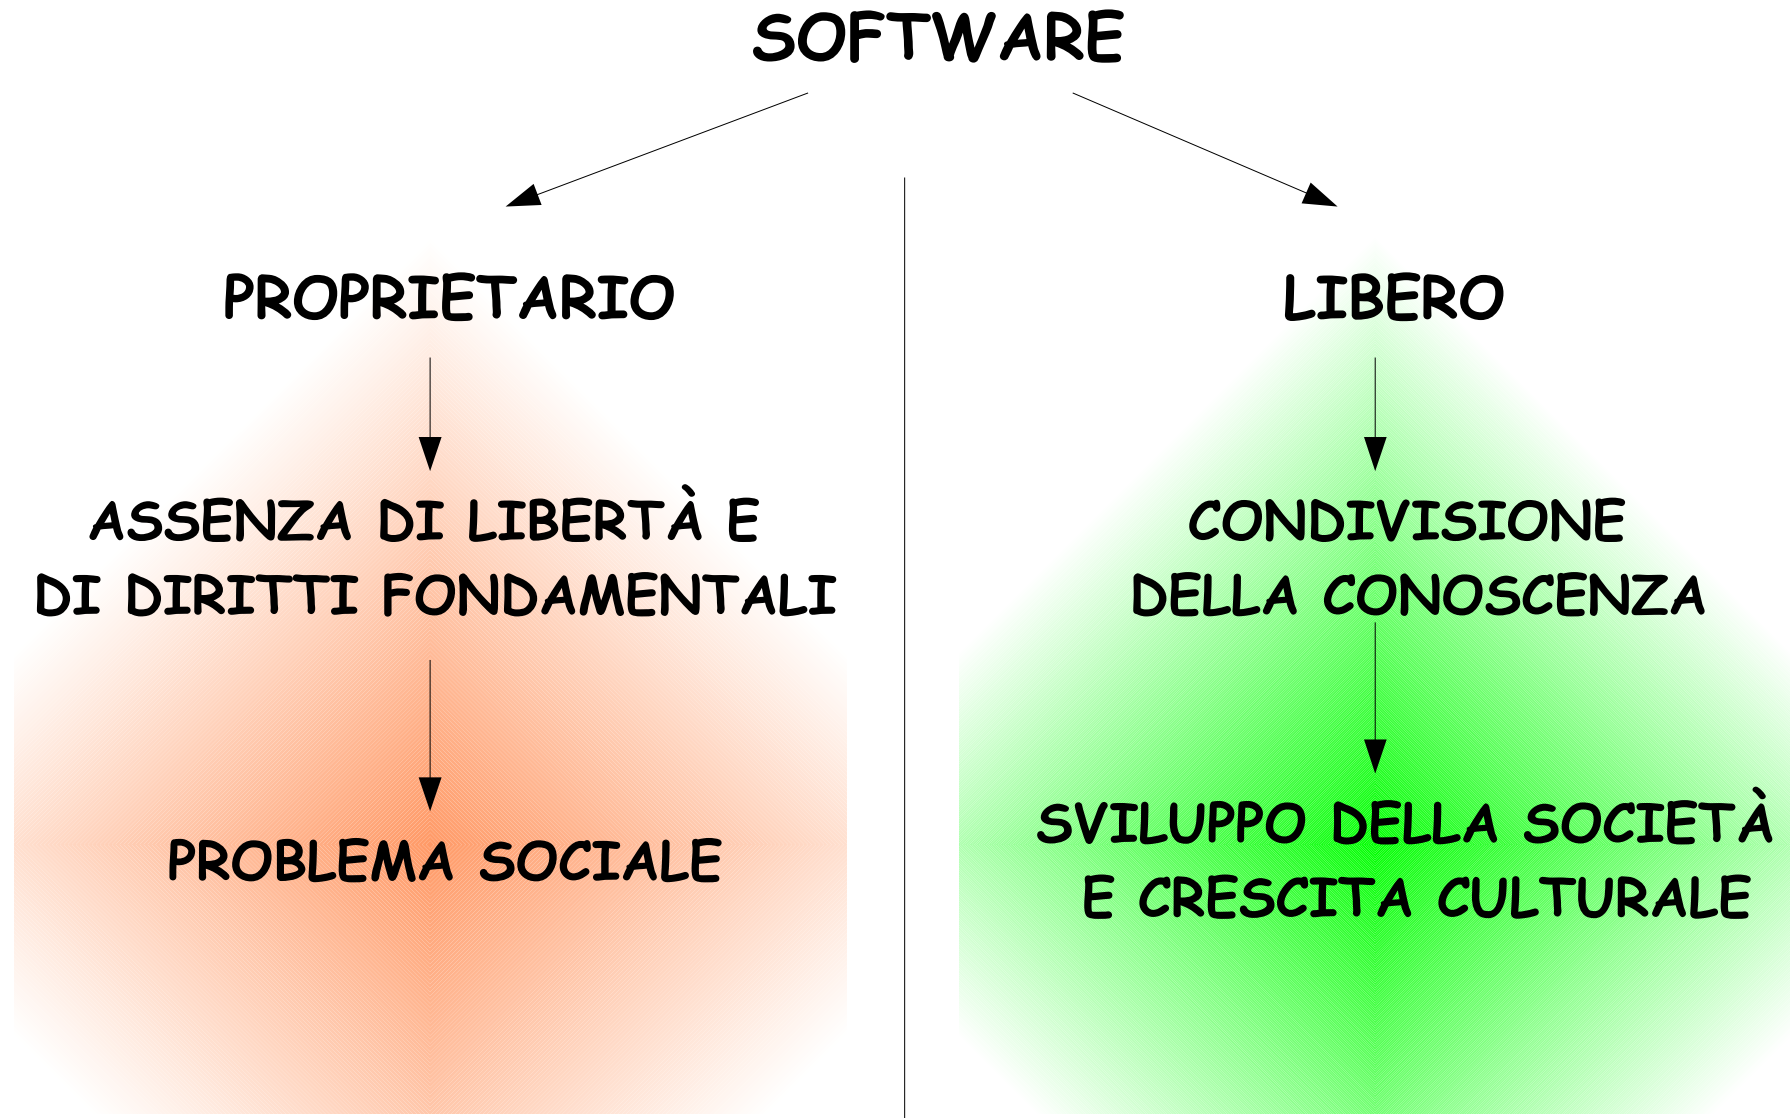 SOFTWARE
PROPRIETARIO
ASSENZA DI LIBERTÀ E
DI DIRITTI FONDAMENTALI
PROBLEMA SOCIALE
LIBERO
CONDIVISIONE
DELLA CONOSCENZA
SVILUPPO DELLA SOCIETÀ
E CRESCITA CULTURALE